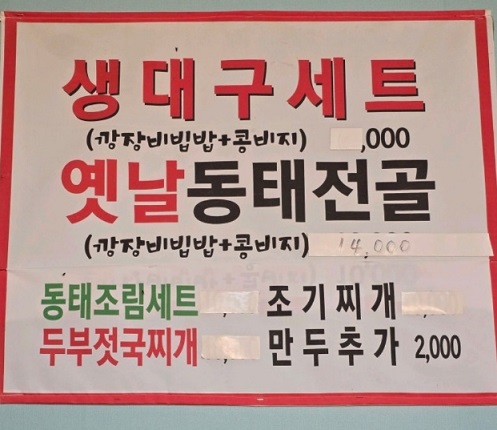 생대구세트
(깡장비빔밥+콩비지) ,000
옛날동태전골
(깡장비빔밥+콩비지) 14,000
동태조림세트 조기찌개
두부젓국찌개 만두추가 2,000